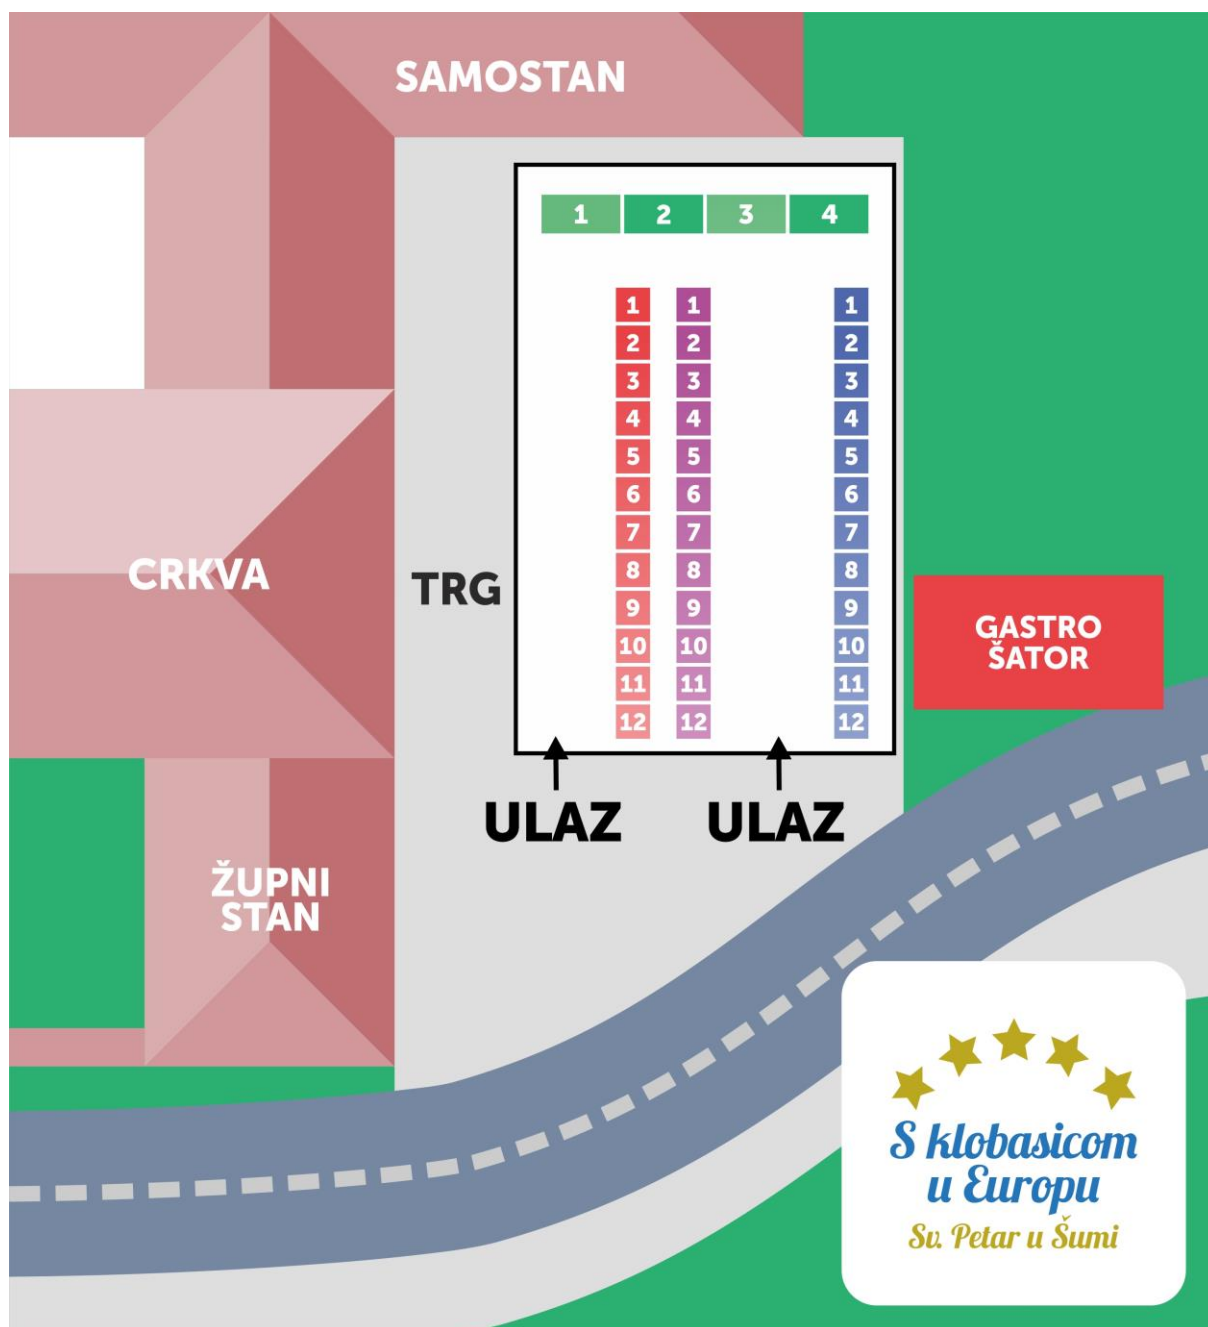 SAMOSTAN
1 2 3 4
1 1 1
2 2 2
3 3 3
4 4 4
5 5 5
6 6 6
7 7 7
8 8 8
9 9 9
10 10 10
11 11 11
12 12 12
CRKVA
TRG
GASTRO
ŠATOR
ULAZ ULAZ
ŽUPNI
STAN
S klobasicom
u Europu
Sv. Petar u Šumi